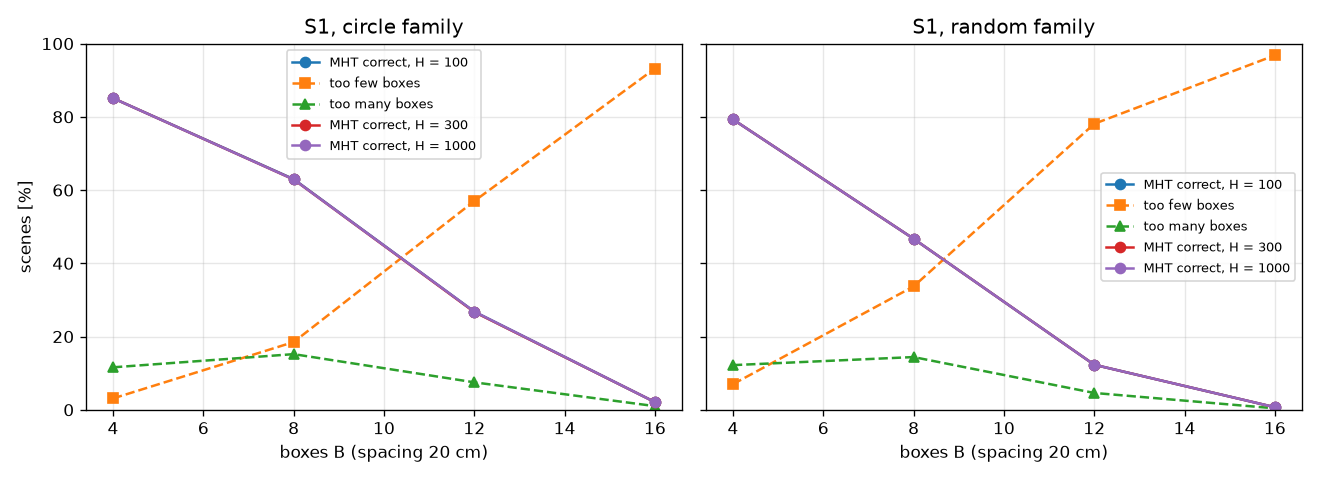 S1, circle family
100
80
60
40
20
0
scenes [%]
MHT correct, H = 100
too few boxes
too many boxes
MHT correct, H = 300
MHT correct, H = 1000
4 6 8 10 12 14 16
boxes B (spacing 20 cm)
S1, random family
MHT correct, H = 100
too few boxes
too many boxes
MHT correct, H = 300
MHT correct, H = 1000
4 6 8 10 12 14 16
boxes B (spacing 20 cm)